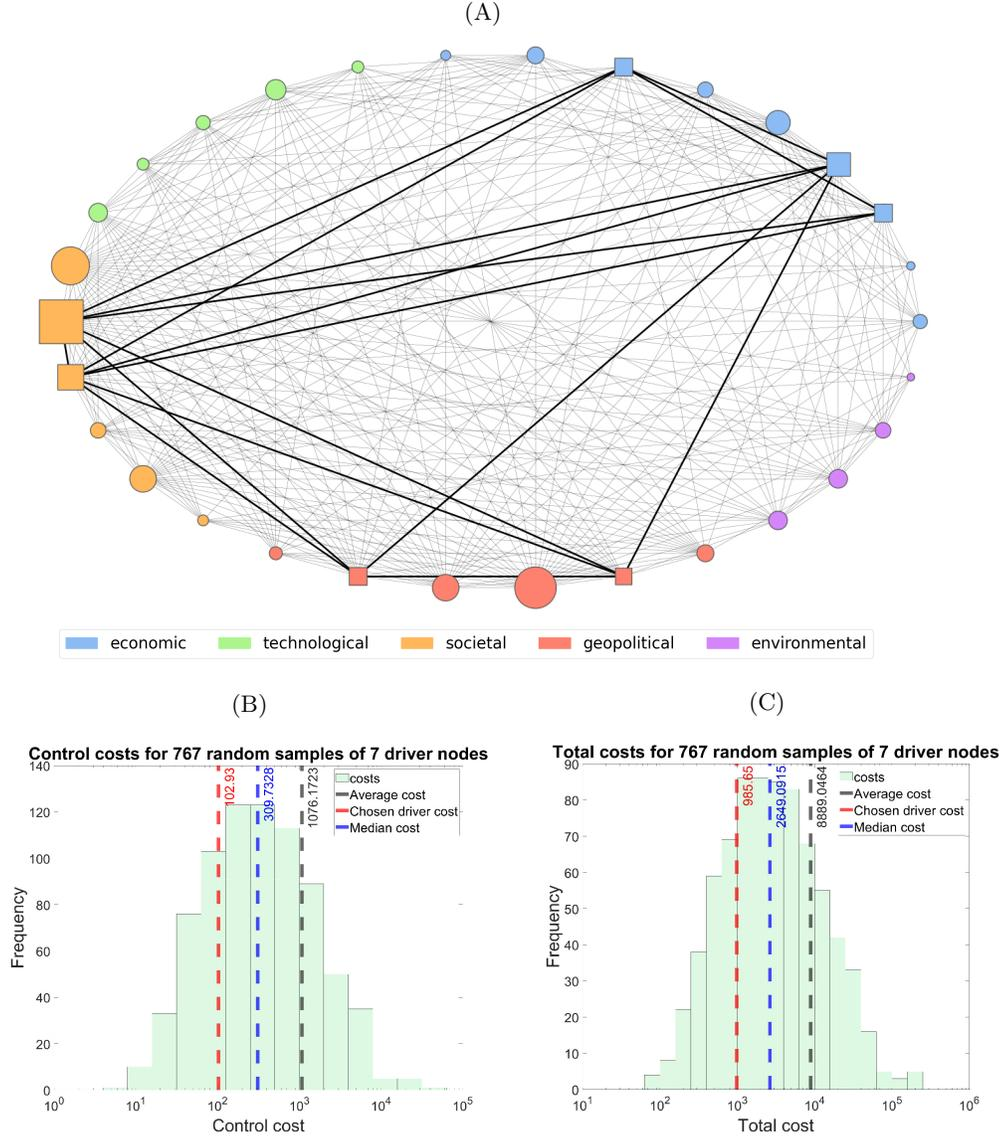 (A)
economic technological societal geopolitical environmental
(B)
Control costs for 767 random samples of 7 driver nodes
102.93
309.7328
1076.1723
costs
Average cost
Chosen driver cost
Median cost
Frequency
140
120
100
80
60
40
20
0
10^0 10^1 10^2 10^3 10^4 10^5
Control cost
(C)
Total costs for 767 random samples of 7 driver nodes
985.65
2649.0915
8889.0464
costs
Average cost
Chosen driver cost
Median cost
Frequency
90
80
70
60
50
40
30
20
10
0
10^1 10^2 10^3 10^4 10^5 10^6
Total cost